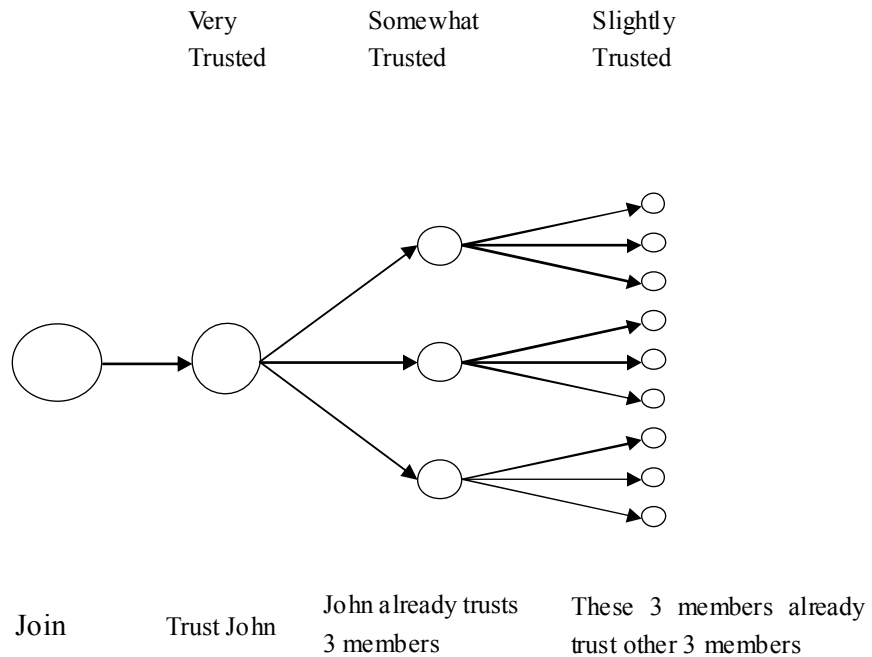 Very
Trusted
Somewhat
Trusted
Slightly
Trusted
Join
Trust John
John already trusts
3 members
These 3 members already
trust other 3 members